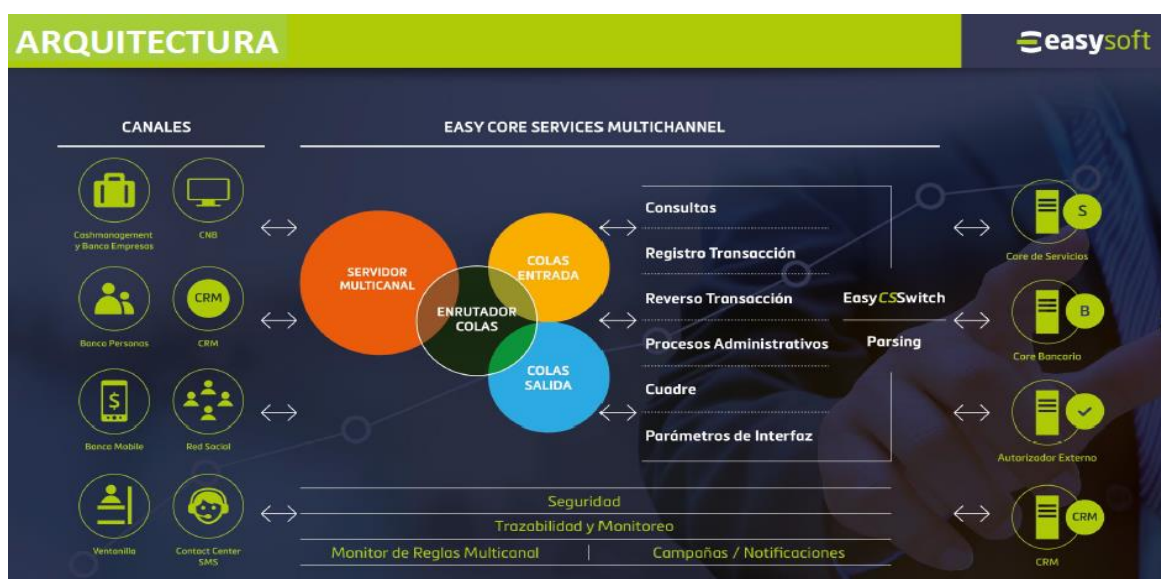 ARQUITECTURA
easysoft
CANALES
EASY CORE SERVICES MULTICHANNEL
Cashmanagement
y Banca Empresas
CNB
Banca Personas
CRM
CRM
Banca Mobile
$
Red Social
Ventanilla
Contact Center
SMS
SERVIDOR
MULTICANAL
ENRUTADOR
COLAS
COLAS
ENTRADA
COLAS
SALIDA
Consultas
Registro Transacción
Reverso Transacción
Procesos Administrativos
Cuadre
Parámetros de Interfaz
EasyCSSwitch
Parsing
Seguridad
Trazabilidad y Monitoreo
Monitor de Reglas Multicanal | Campañas / Notificaciones
S
Core de Servicios
B
Core Bancario
Autorizador Externo
CRM
CRM